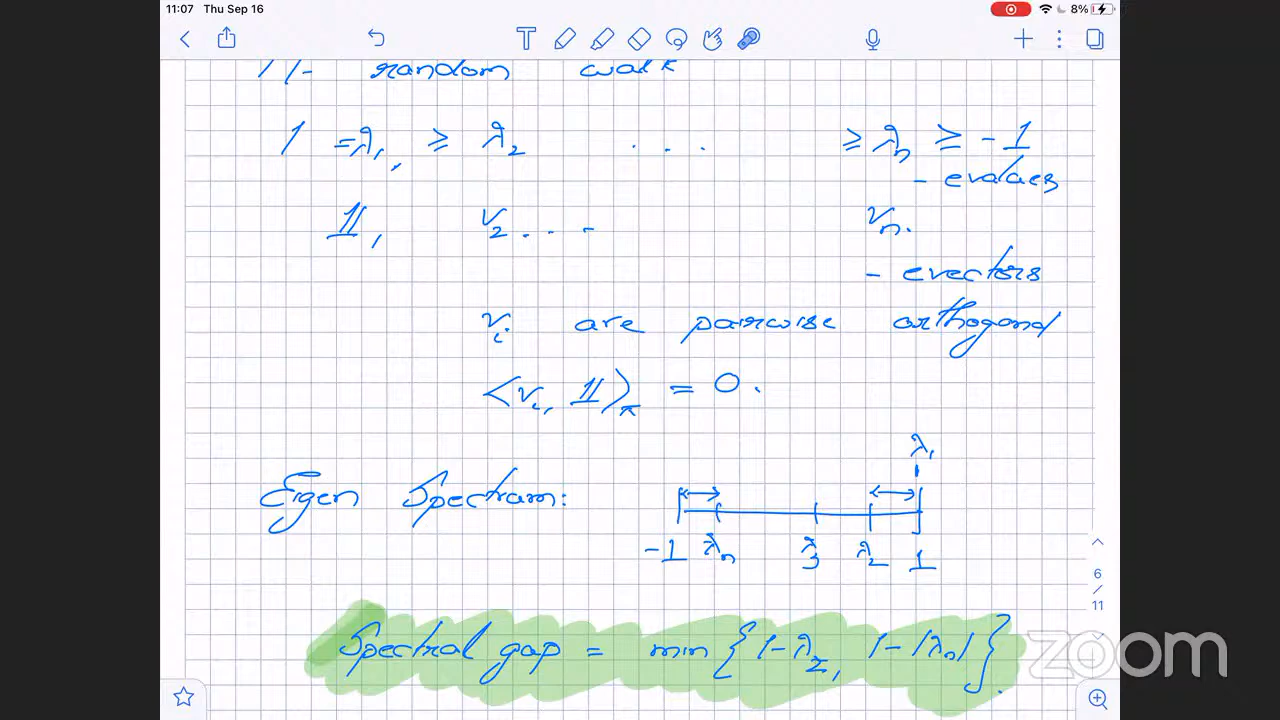 11:07 Thu Sep 16 8%
random walk
1 = λ₁, ≥ λ₂ . . . ≥ λn ≥ -1
- evalues
𝟙, v₂ . . . vn.
- evectors
vi are pairwise orthogonal
<vi, 𝟙>π = 0.
λ₁
Eigen Spectrum:
-1 λn λ3 λ2 1
6
/
11
Spectral gap = min {1-λ₂, 1-|λn|}.
zoom